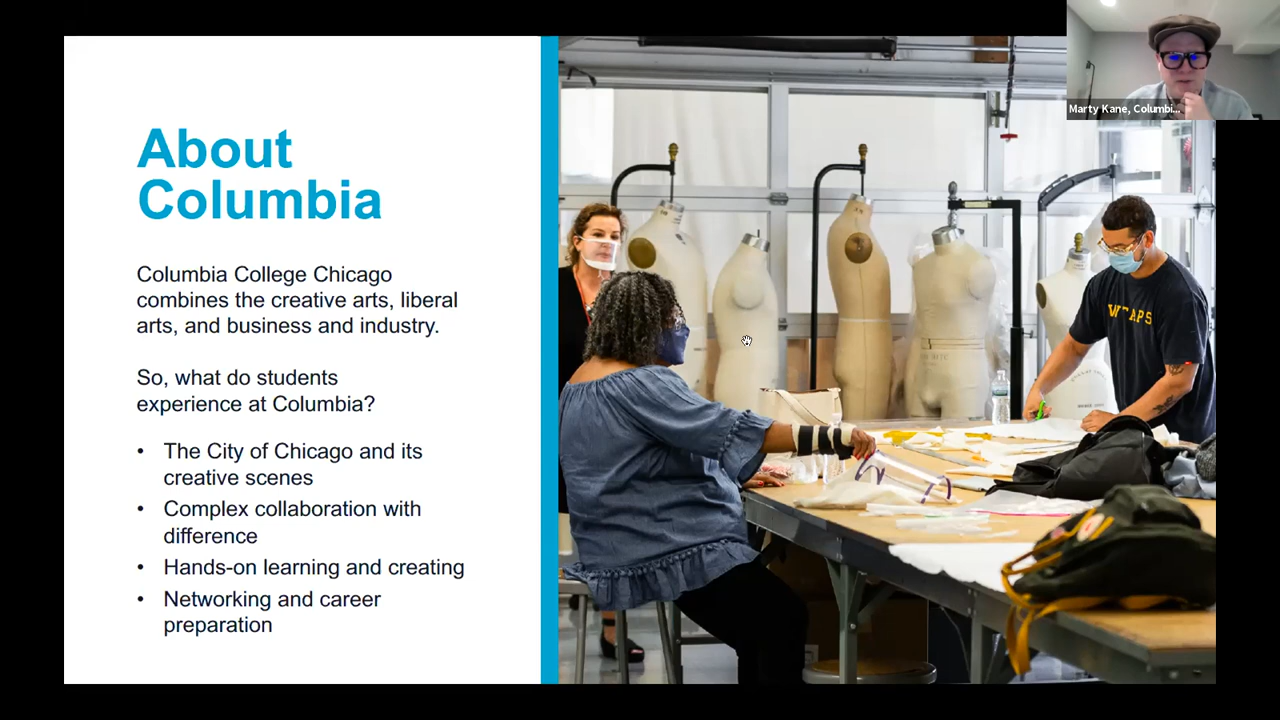 About
Columbia
Columbia College Chicago
combines the creative arts, liberal
arts, and business and industry.
So, what do students
experience at Columbia?
• The City of Chicago and its
creative scenes
• Complex collaboration with
difference
• Hands-on learning and creating
• Networking and career
preparation
Marty Kane, Columbi...